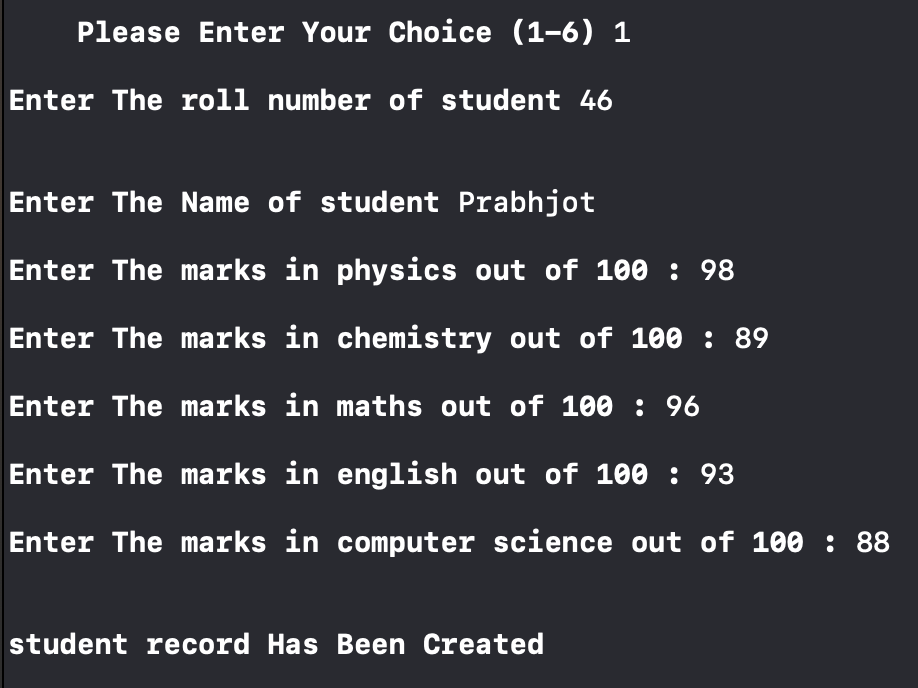 Please Enter Your Choice (1-6) 1
Enter The roll number of student 46
Enter The Name of student Prabhjot
Enter The marks in physics out of 100 : 98
Enter The marks in chemistry out of 100 : 89
Enter The marks in maths out of 100 : 96
Enter The marks in english out of 100 : 93
Enter The marks in computer science out of 100 : 88
student record Has Been Created